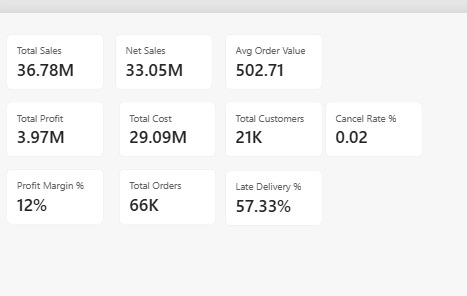 Total Sales
36.78M
Net Sales
33.05M
Avg Order Value
502.71
Total Profit
3.97M
Total Cost
29.09M
Total Customers
21K
Cancel Rate %
0.02
Profit Margin %
12%
Total Orders
66K
Late Delivery %
57.33%